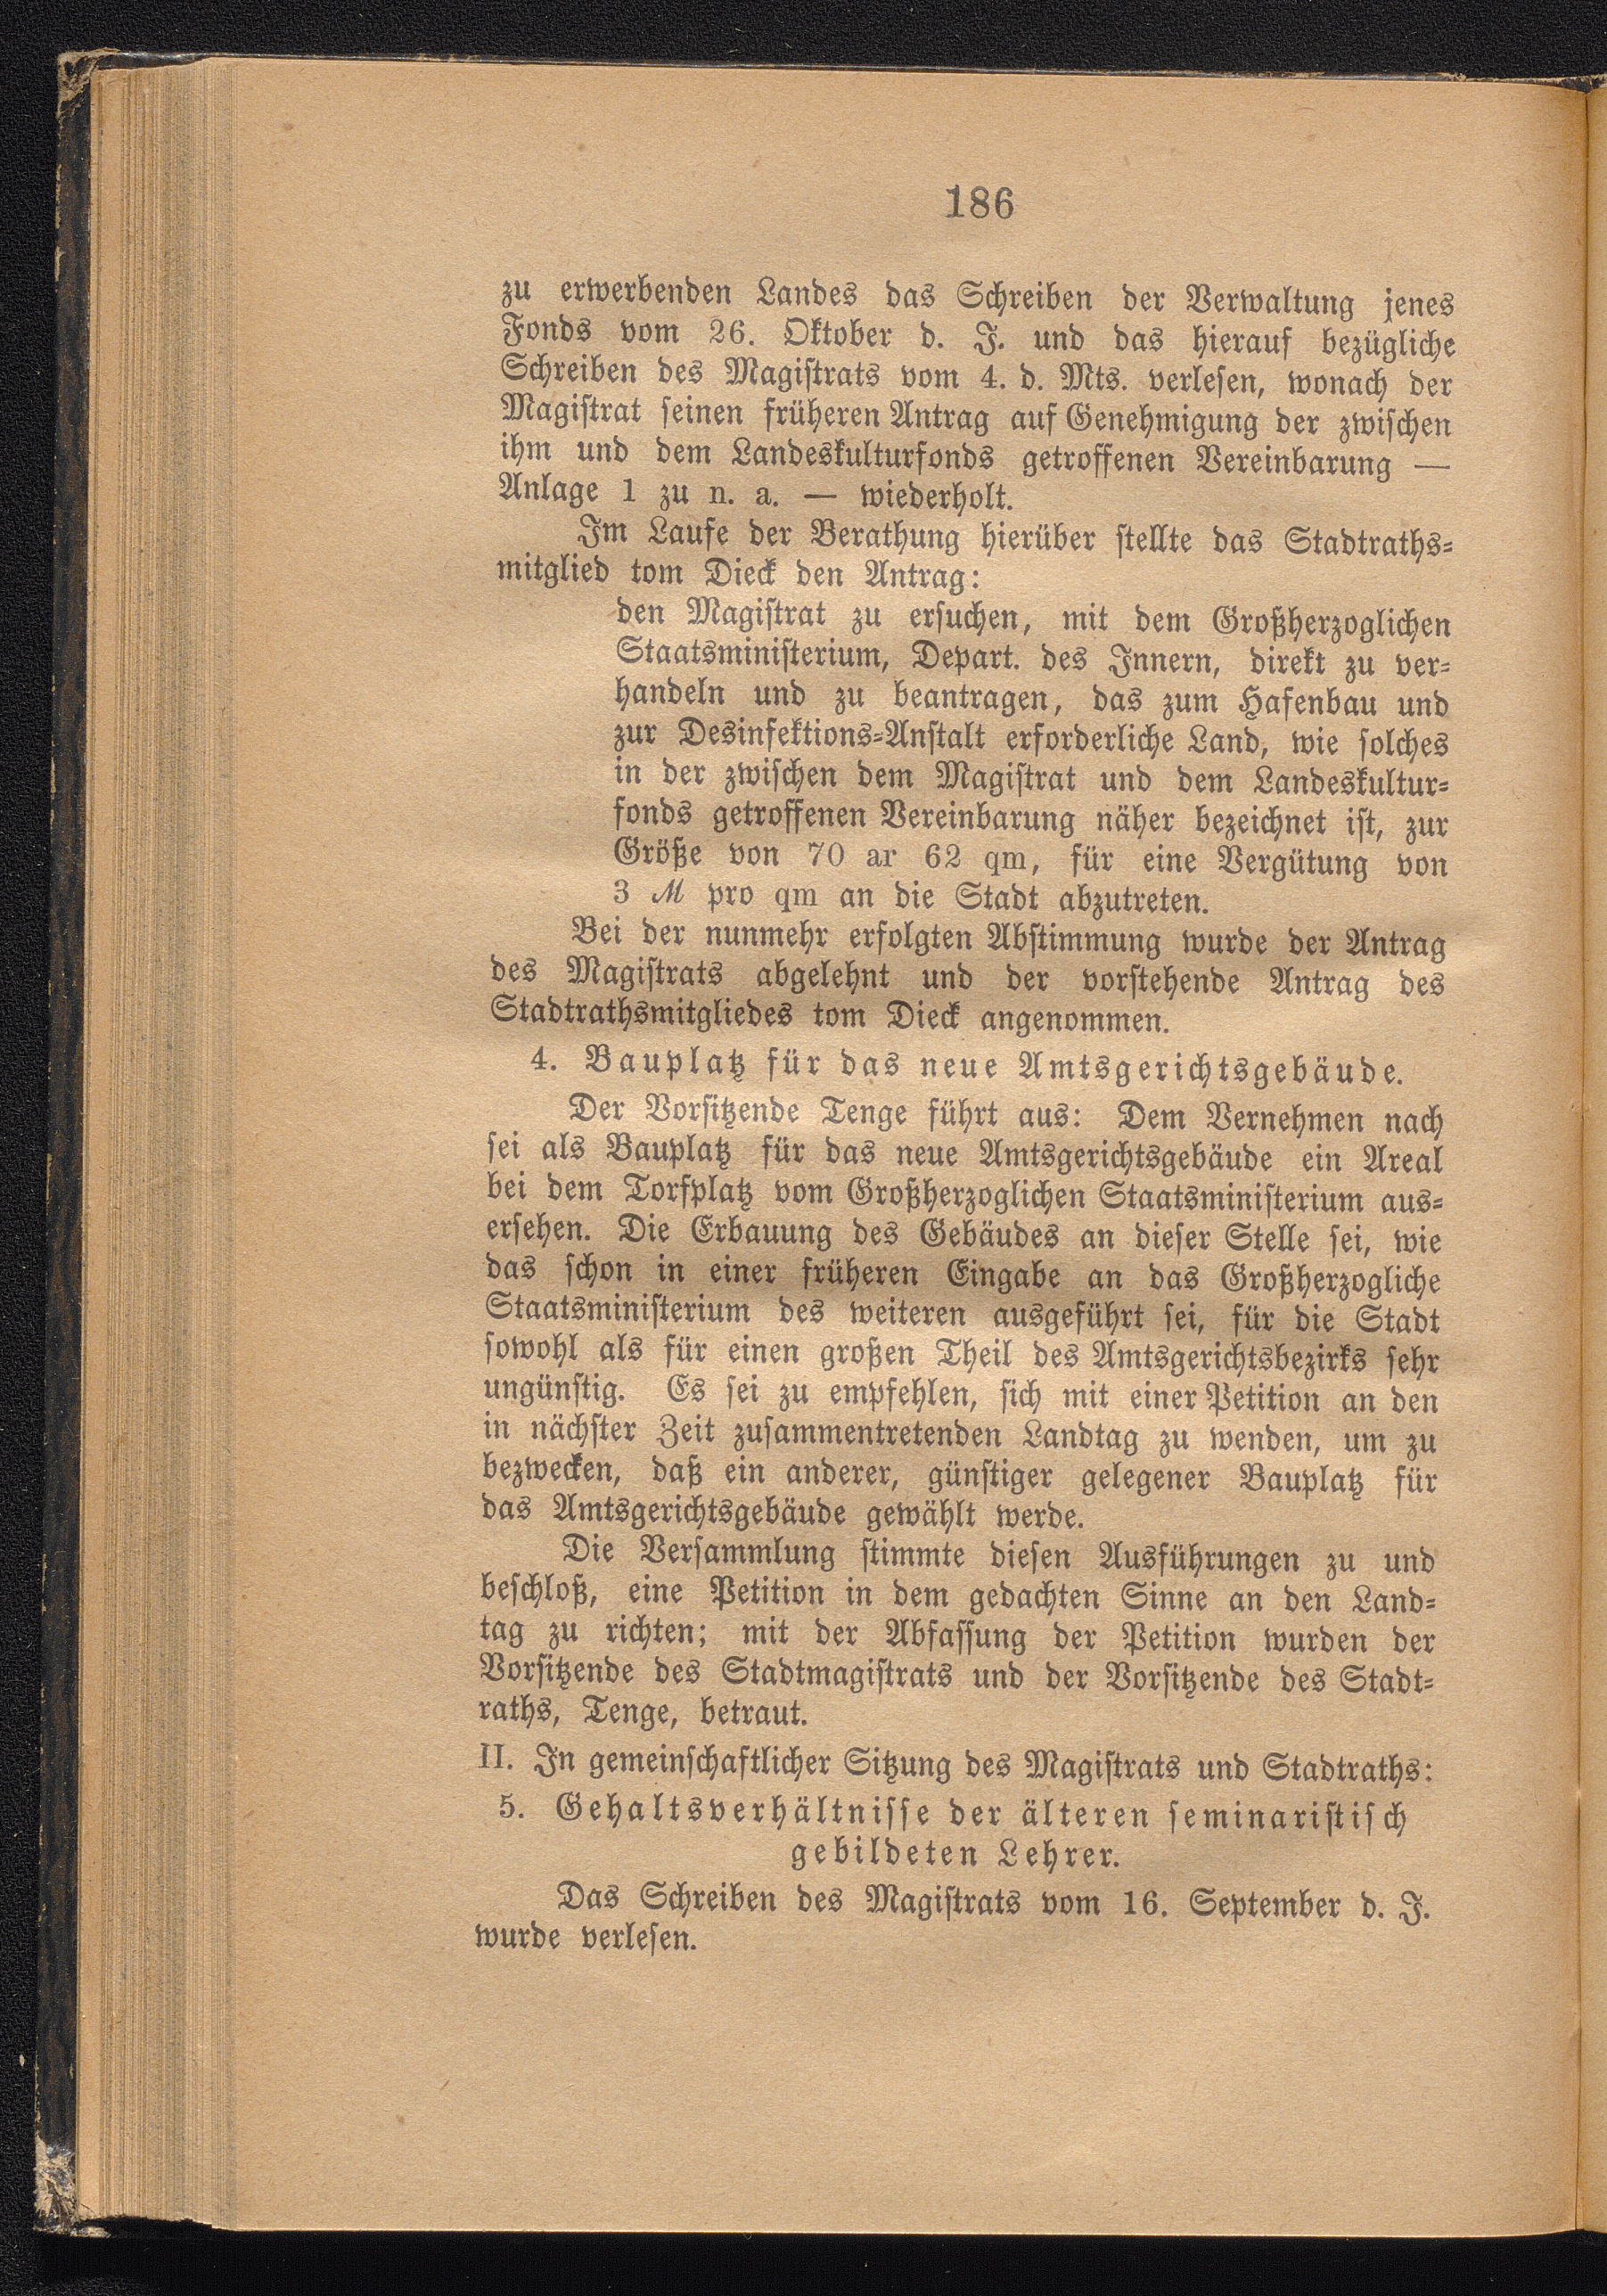 186
zu erwerbenden Landes das Schreiben der Verwaltung jenes
Fonds vom 26. Oktober d. J. und das hierauf bezügliche
Schreiben des Magiſtrats vom 4. d. Mts. verleſen, wonach der
Magiſtrat ſeinen früheren Antrag auf Genehmigung der zwiſchen
ihm und dem Landeskulturfonds getroffenen Vereinbarung —
Anlage 1 zu n. a. — wiederholt.
Im Laufe der Berathung hierüber ſtellte das Stadtraths-
mitglied tom Dieck den Antrag:
den Magiſtrat zu erſuchen, mit dem Großherzoglichen
Staatsminiſterium, Depart. des Innern, direkt zu ver-
handeln und zu beantragen, das zum Hafenbau und
zur Desinfektions-Anſtalt erforderliche Land, wie ſolches
in der zwiſchen dem Magiſtrat und dem Landeskultur-
fonds getroffenen Vereinbarung näher bezeichnet iſt, zur
Größe von 70 ar 62 qm, für eine Vergütung von
3 ℳ pro qm an die Stadt abzutreten.
Bei der nunmehr erfolgten Abſtimmung wurde der Antrag
des Magiſtrats abgelehnt und der vorſtehende Antrag des
Stadtrathsmitgliedes tom Dieck angenommen.
4. Bauplatz für das neue Amtsgerichtsgebäude.
Der Vorſitzende Tenge führt aus: Dem Vernehmen nach
ſei als Bauplatz für das neue Amtsgerichtsgebäude ein Areal
bei dem Torfplatz vom Großherzoglichen Staatsminiſterium aus-
erſehen. Die Erbauung des Gebäudes an dieſer Stelle ſei, wie
das ſchon in einer früheren Eingabe an das Großherzogliche
Staatsminiſterium des weiteren ausgeführt ſei, für die Stadt
ſowohl als für einen großen Theil des Amtsgerichtsbezirks ſehr
ungünſtig. Es ſei zu empfehlen, ſich mit einer Petition an den
in nächſter Zeit zuſammentretenden Landtag zu wenden, um zu
bezwecken, daß ein anderer, günſtiger gelegener Bauplatz für
das Amtsgerichtsgebäude gewählt werde.
Die Verſammlung ſtimmte dieſen Ausführungen zu und
beſchloß, eine Petition in dem gedachten Sinne an den Land-
tag zu richten; mit der Abfaſſung der Petition wurden der
Vorſitzende des Stadtmagiſtrats und der Vorſitzende des Stadt-
raths, Tenge, betraut.
II. In gemeinſchaftlicher Sitzung des Magiſtrats und Stadtraths:
5. Gehaltsverhältniſſe der älteren ſeminariſtiſch
gebildeten Lehrer.
Das Schreiben des Magiſtrats vom 16. September d. J.
wurde verleſen.